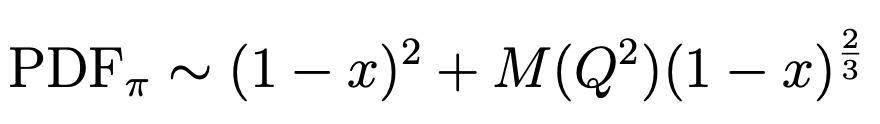 PDF_π ∼ (1 − x)^2 + M(Q^2)(1 − x)^{2/3}